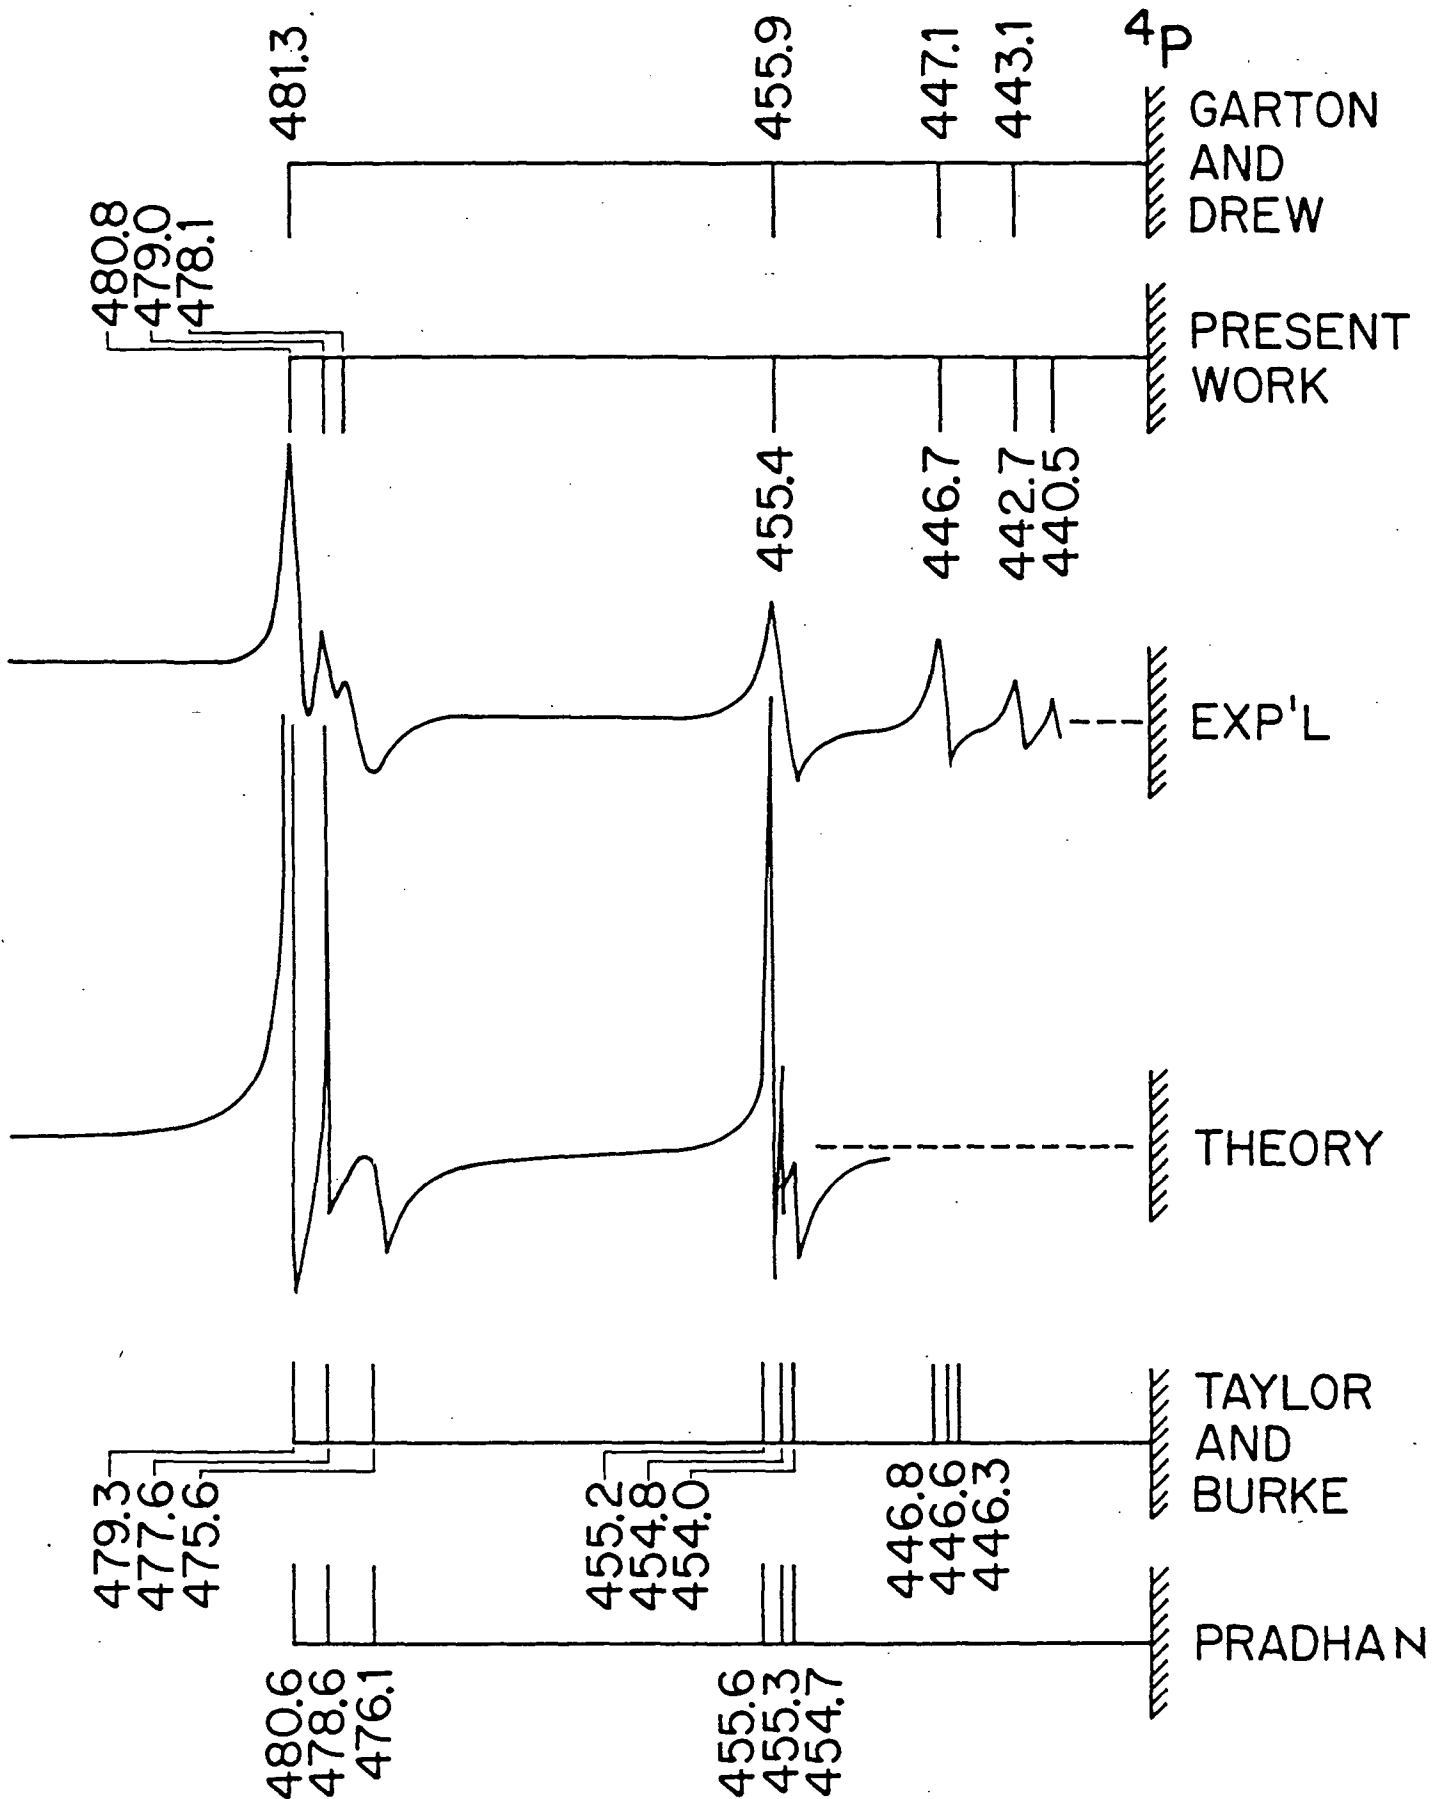 481.3
455.9
447.1
443.1
⁴P
GARTON
AND
DREW
480.8
479.0
478.1
PRESENT
WORK
455.4
446.7
442.7
440.5
EXP'L
THEORY
TAYLOR
AND
BURKE
479.3
477.6
475.6
455.2
454.8
454.0
446.8
446.6
446.3
PRADHAN
480.6
478.6
476.1
455.6
455.3
454.7